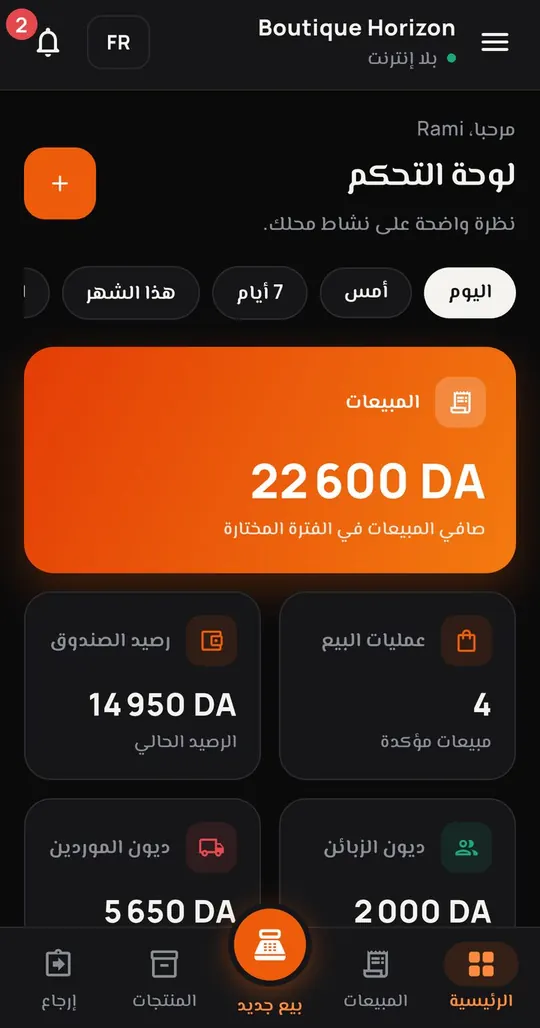 Boutique Horizon
بلا إنترنت
FR
2
مرحبا، Rami
لوحة التحكم
نظرة واضحة على نشاط محلك.
+
اليوم
أمس
7 أيام
هذا الشهر
المبيعات
22 600 DA
صافي المبيعات في الفترة المختارة
عمليات البيع
4
مبيعات مؤكدة
رصيد الصندوق
14 950 DA
الرصيد الحالي
ديون الزبائن
2 000 DA
ديون الموردين
5 650 DA
الرئيسية
المبيعات
بيع جديد
المنتجات
إرجاع